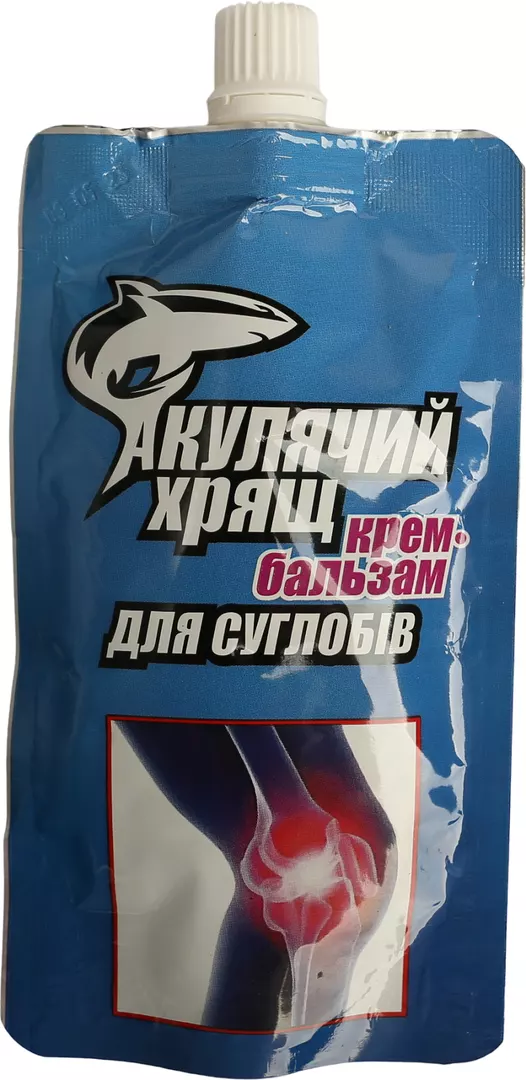 АКУЛЯЧИЙ
ХРЯЩ
крем-
бальзам
ДЛЯ СУГЛОБІВ